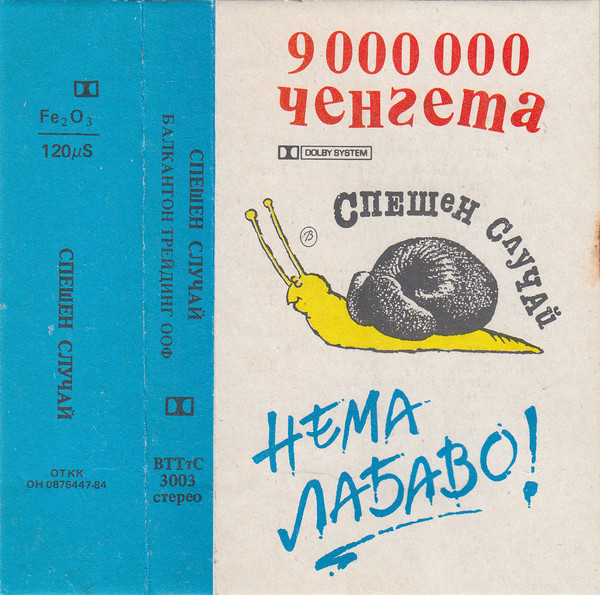 Fe₂O₃
120µS
СПЕШЕН СЛУЧАЙ
ОТКК
ОН 0876447-84
СПЕШЕН СЛУЧАЙ
БАЛКАНТОН ТРЕЙДИНГ ООФ
ВТТтС
3003
стерео
9 000 000
ченгета
DOLBY SYSTEM
Спешен Случай
В
НЕМА
ЛАБАВО!